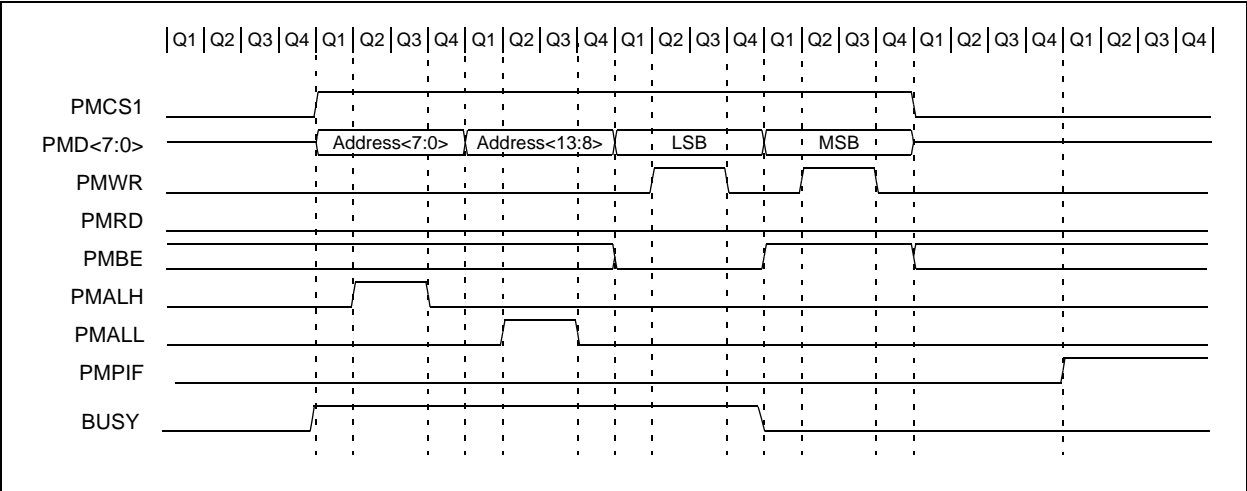 Q1 Q2 Q3 Q4 Q1 Q2 Q3 Q4 Q1 Q2 Q3 Q4 Q1 Q2 Q3 Q4 Q1 Q2 Q3 Q4 Q1 Q2 Q3 Q4 Q1 Q2 Q3 Q4
PMCS1
PMD<7:0> Address<7:0> Address<13:8> LSB MSB
PMWR
PMRD
PMBE
PMALH
PMALL
PMPIF
BUSY